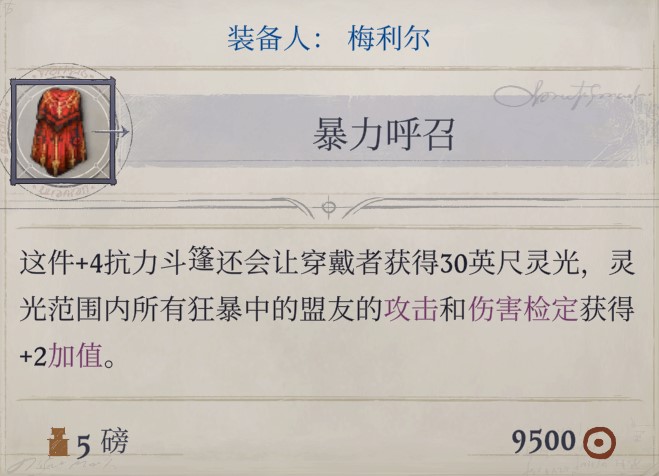 装备人： 梅利尔
暴力呼召
这件+4抗力斗篷还会让穿戴者获得30英尺灵光，灵
光范围内所有狂暴中的盟友的攻击和伤害检定获得
+2加值。
5 磅
9500